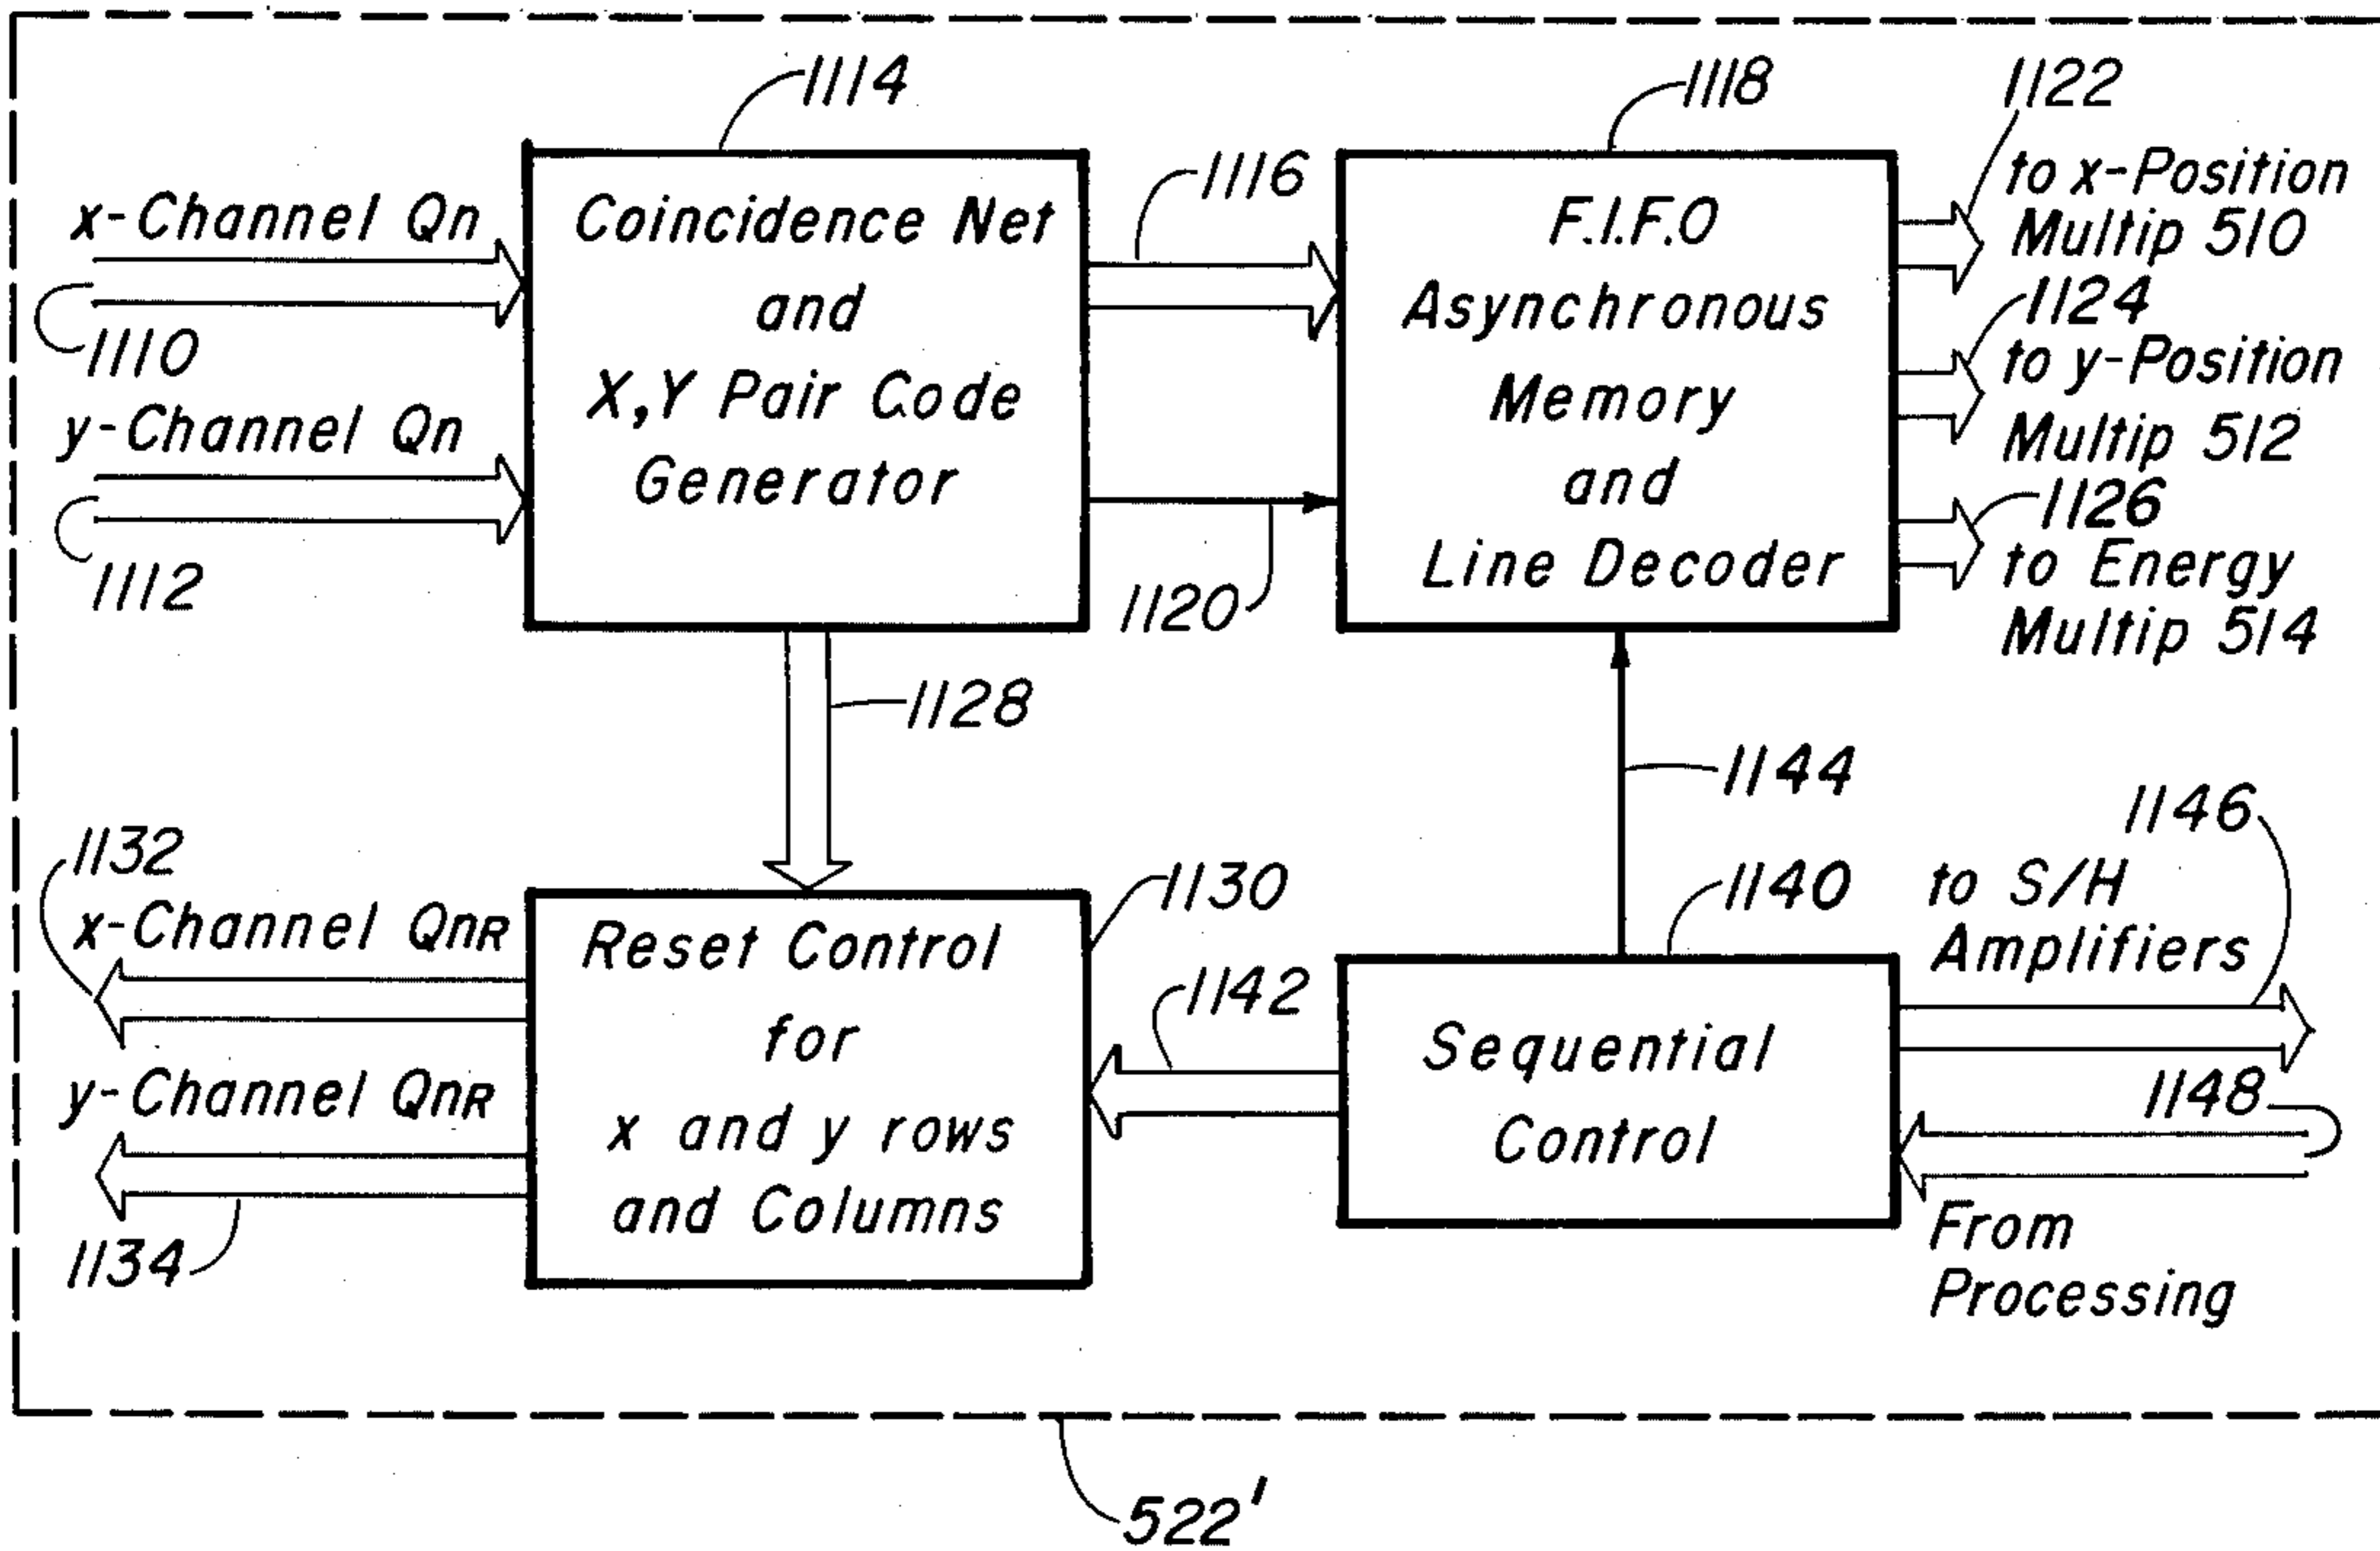 1114
1118
1122
x-Channel Qn
1110
y-Channel Qn
1112
Coincidence Net
and
X,Y Pair Code
Generator
1116
1120
F.I.F.O
Asynchronous
Memory
and
Line Decoder
to x-Position
Multip 510
1124
to y-Position
Multip 512
1126
to Energy
Multip 514
1128
1144
1132
x-Channel QnR
y-Channel QnR
1134
1130
Reset Control
for
x and y rows
and Columns
1142
1140
Sequential
Control
1146
to S/H
Amplifiers
1148
From
Processing
522'